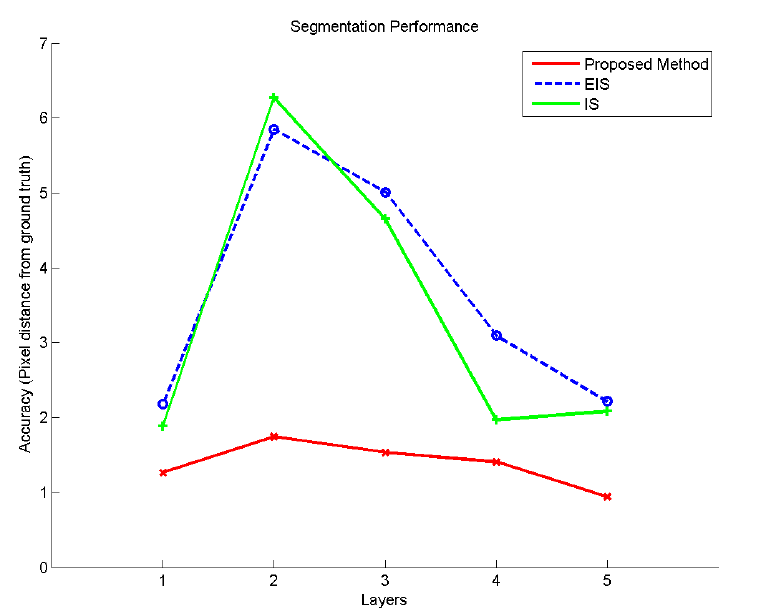 Segmentation Performance
Proposed Method
EIS
IS
Accuracy (Pixel distance from ground truth)
7
6
5
4
3
2
1
0
1 2 3 4 5
Layers